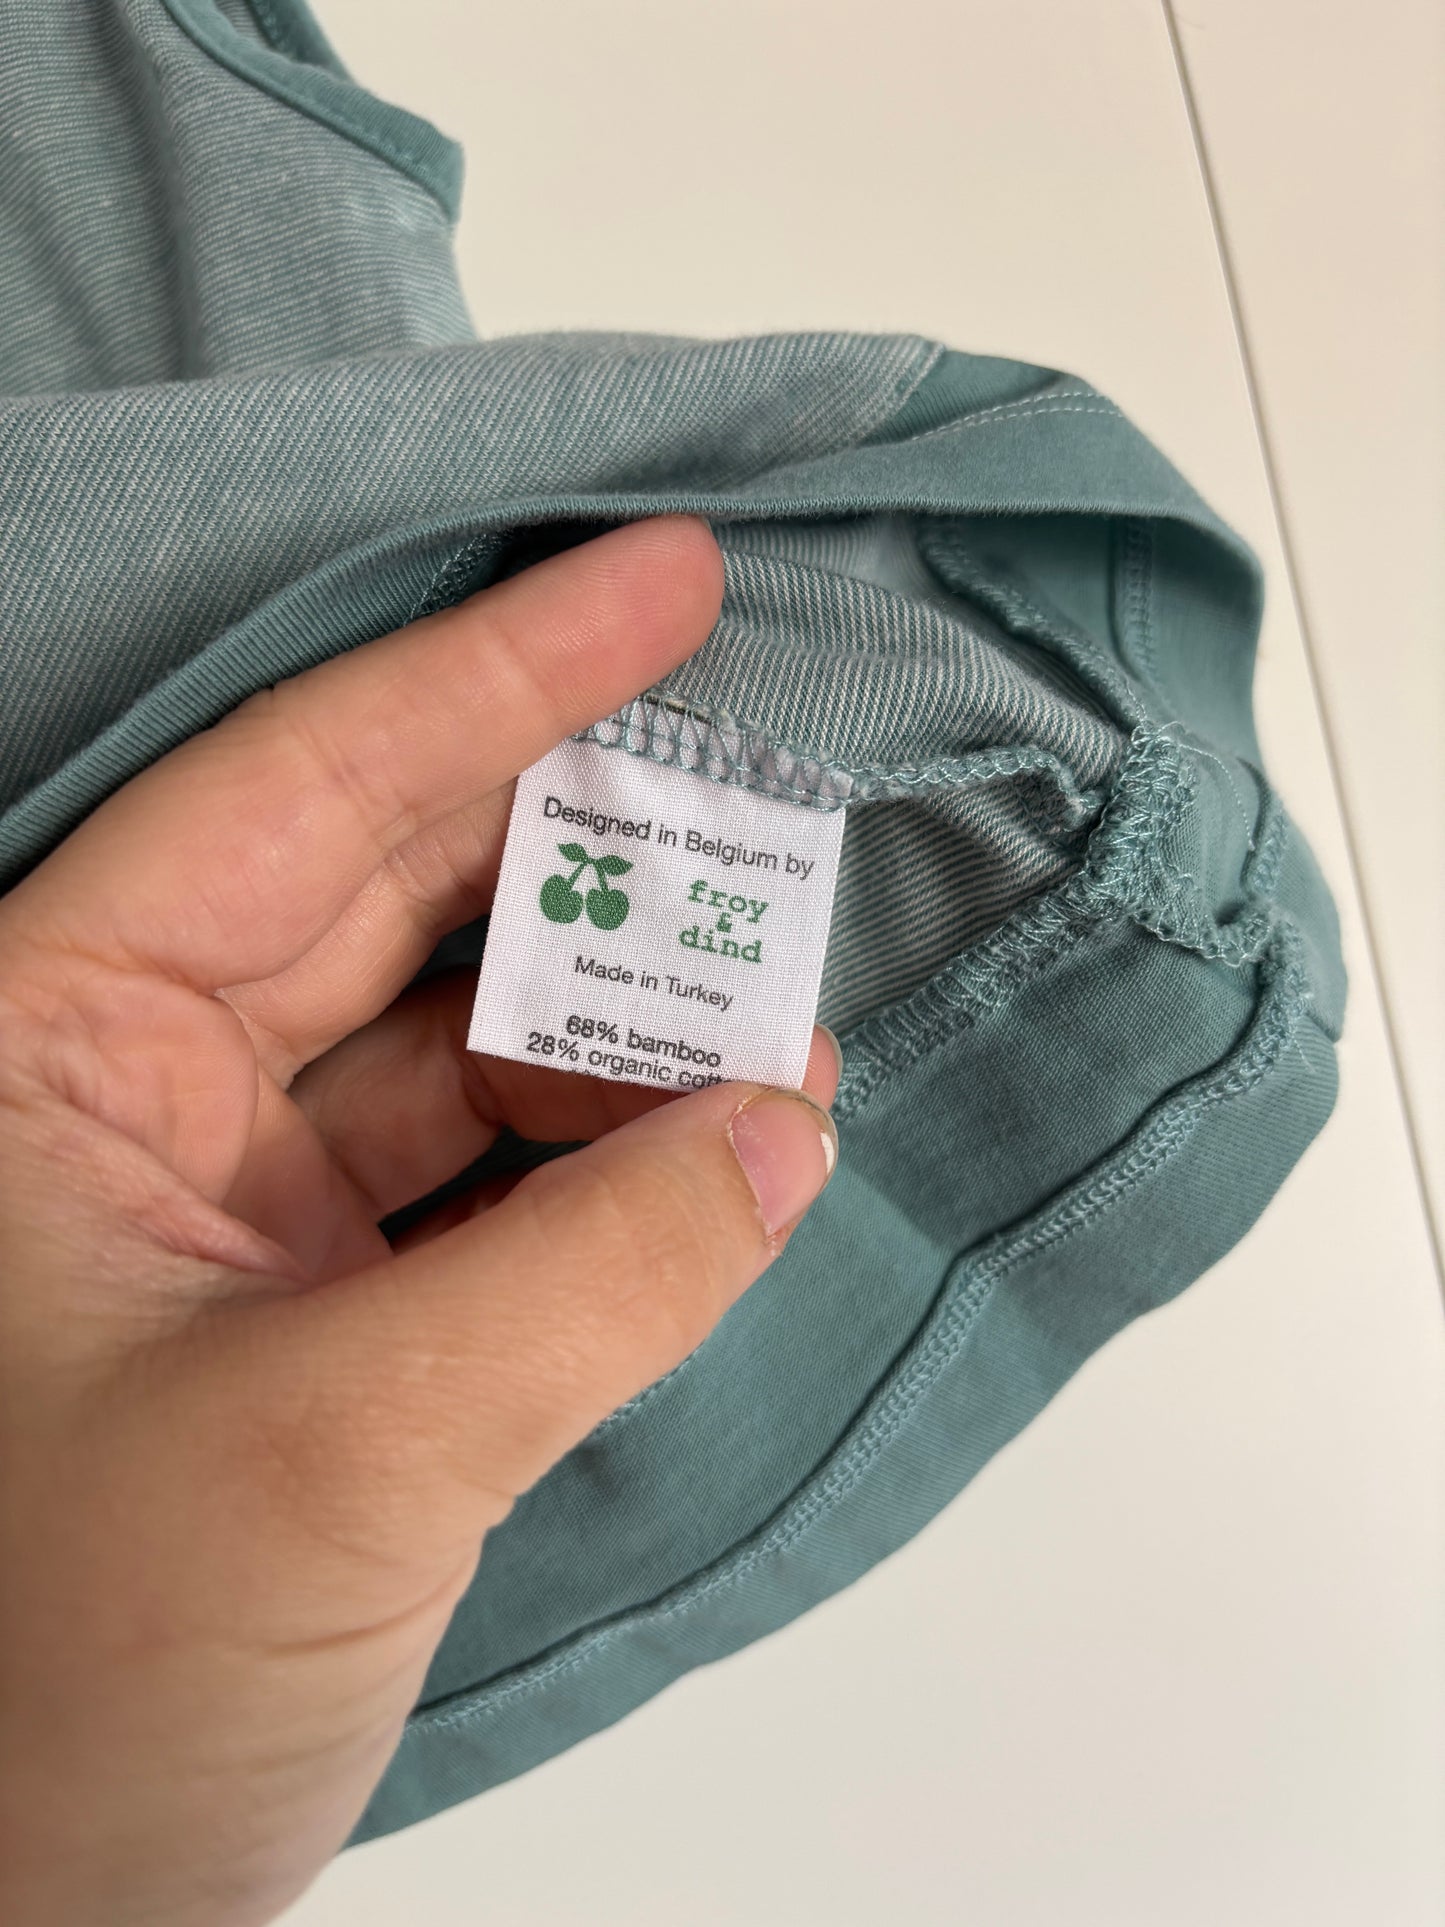 Designed in Belgium by
froy
&
dind
Made in Turkey
68% bamboo
28% organic